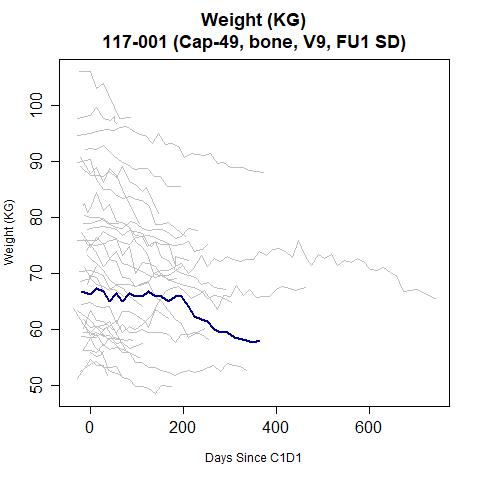 Weight (KG)
117-001 (Cap-49, bone, V9, FU1 SD)
Weight (KG)
100
90
80
70
60
50
0
200
400
600
Days Since C1D1